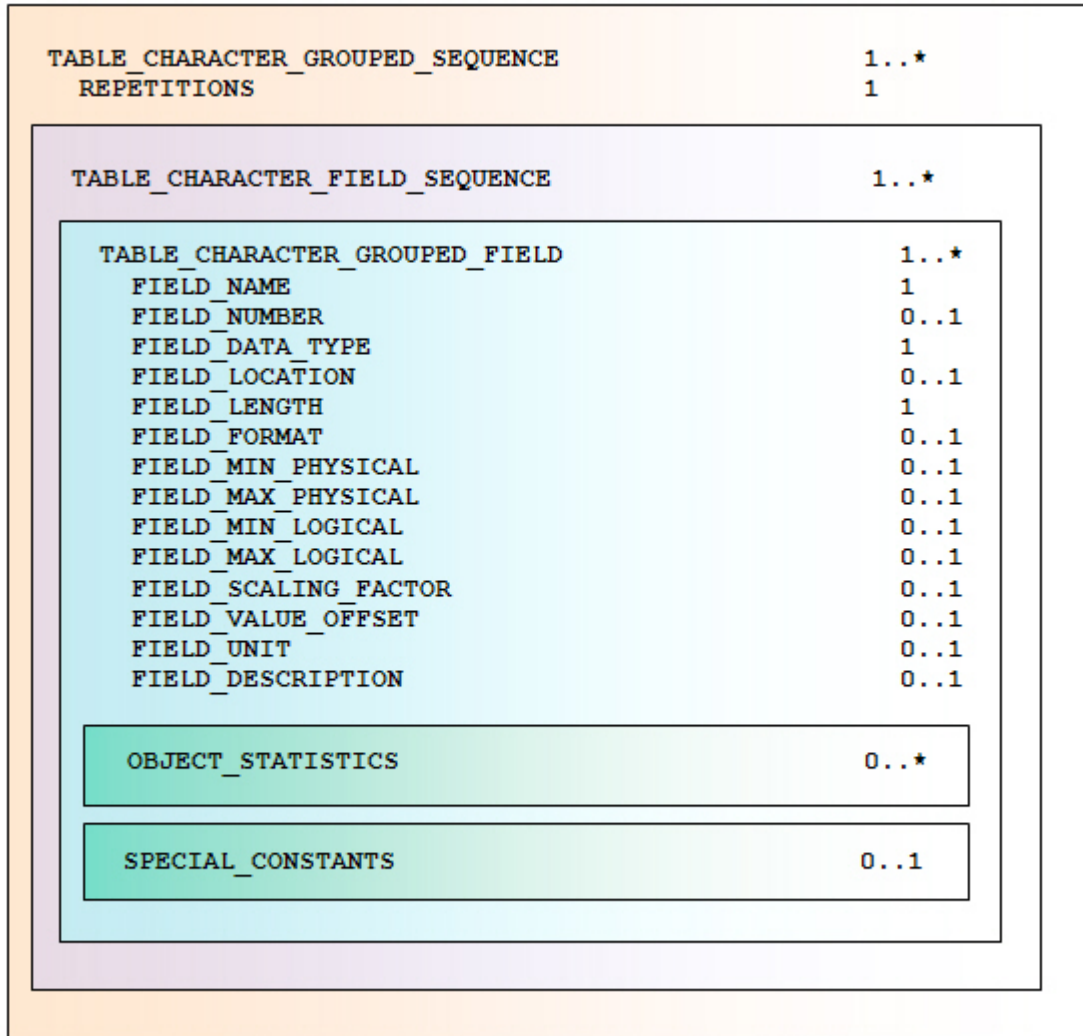 TABLE_CHARACTER_GROUPED_SEQUENCE 1..*
REPETITIONS 1
TABLE_CHARACTER_FIELD_SEQUENCE 1..*
TABLE_CHARACTER_GROUPED_FIELD 1..*
FIELD_NAME 1
FIELD_NUMBER 0..1
FIELD_DATA_TYPE 1
FIELD_LOCATION 0..1
FIELD_LENGTH 1
FIELD_FORMAT 0..1
FIELD_MIN_PHYSICAL 0..1
FIELD_MAX_PHYSICAL 0..1
FIELD_MIN_LOGICAL 0..1
FIELD_MAX_LOGICAL 0..1
FIELD_SCALING_FACTOR 0..1
FIELD_VALUE_OFFSET 0..1
FIELD_UNIT 0..1
FIELD_DESCRIPTION 0..1
OBJECT_STATISTICS 0..*
SPECIAL_CONSTANTS 0..1